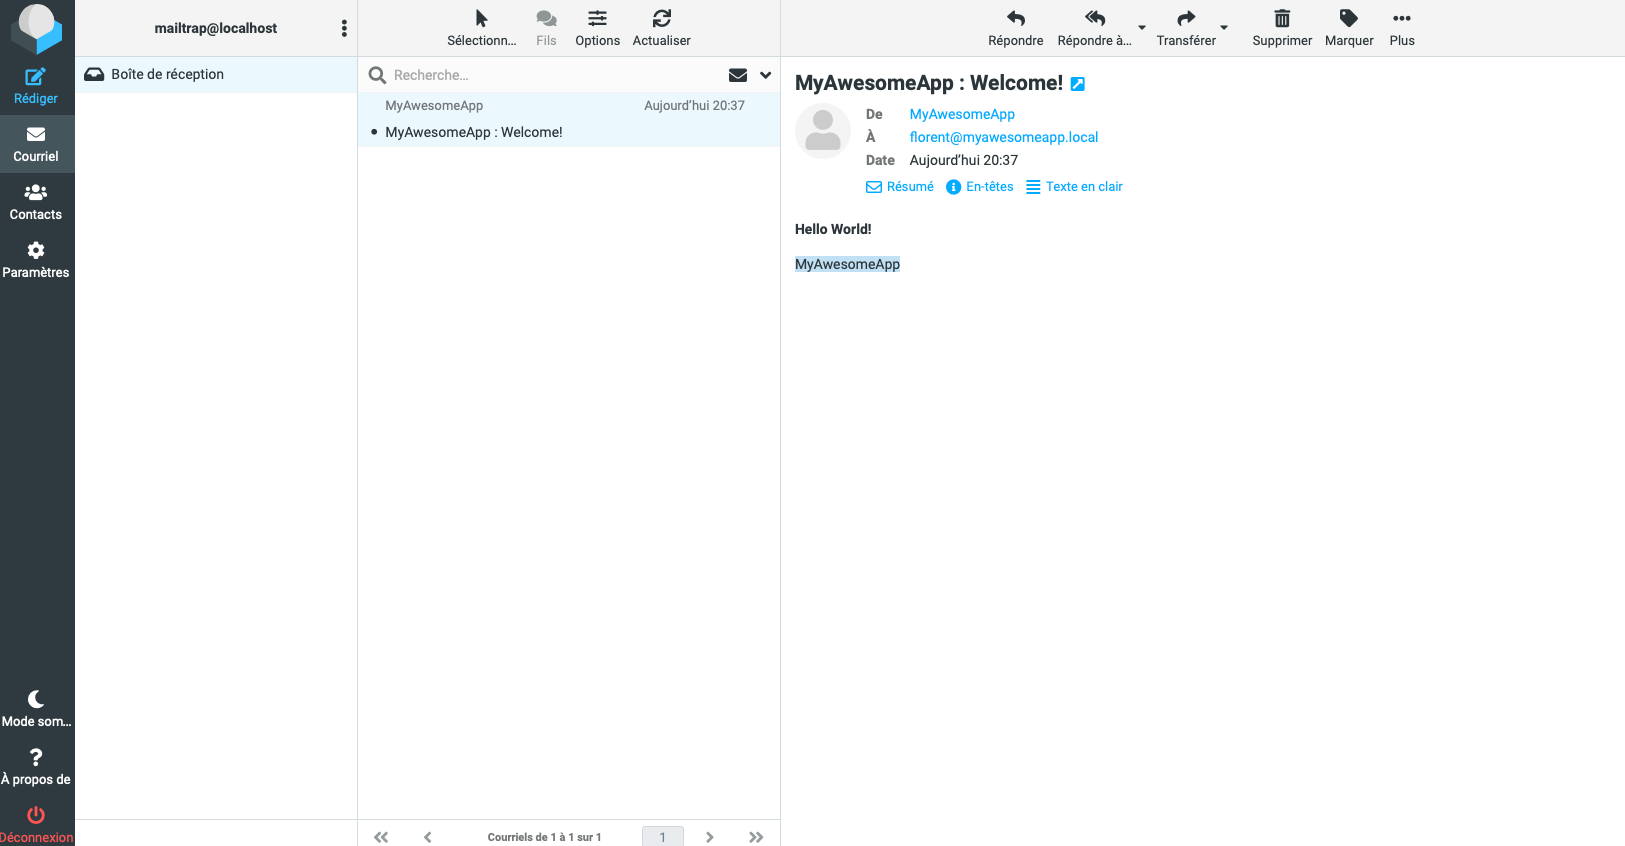 mailtrap@localhost
Rédiger
Courriel
Contacts
Paramètres
Mode som...
À propos de
Déconnexion
Boîte de réception
Sélectionn...
Fils
Options
Actualiser
Recherche...
MyAwesomeApp Aujourd’hui 20:37
MyAwesomeApp : Welcome!
Courriels de 1 à 1 sur 1
1
Répondre
Répondre à...
Transférer
Supprimer
Marquer
Plus
MyAwesomeApp : Welcome!
De MyAwesomeApp
À florent@myawesomeapp.local
Date Aujourd’hui 20:37
Résumé En-têtes Texte en clair
Hello World!
MyAwesomeApp